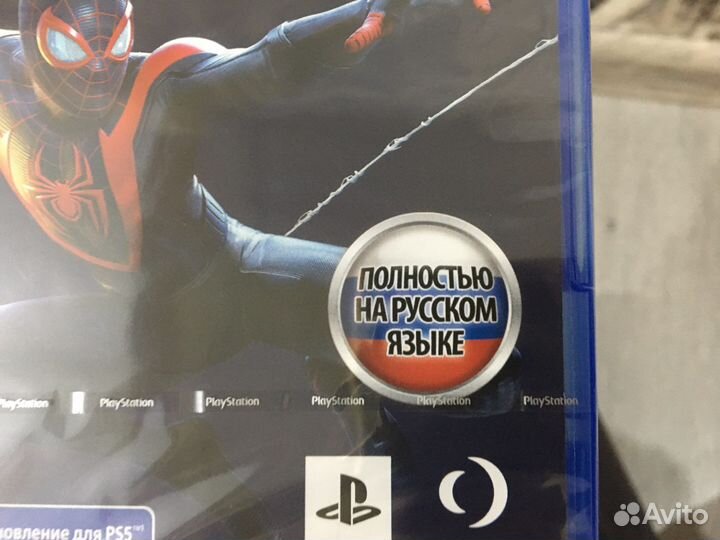 ПОЛНОСТЬЮ
НА РУССКОМ
ЯЗЫКЕ
PlayStation PlayStation PlayStation PlayStation PlayStation PlayStation
новление для PS5
Avito